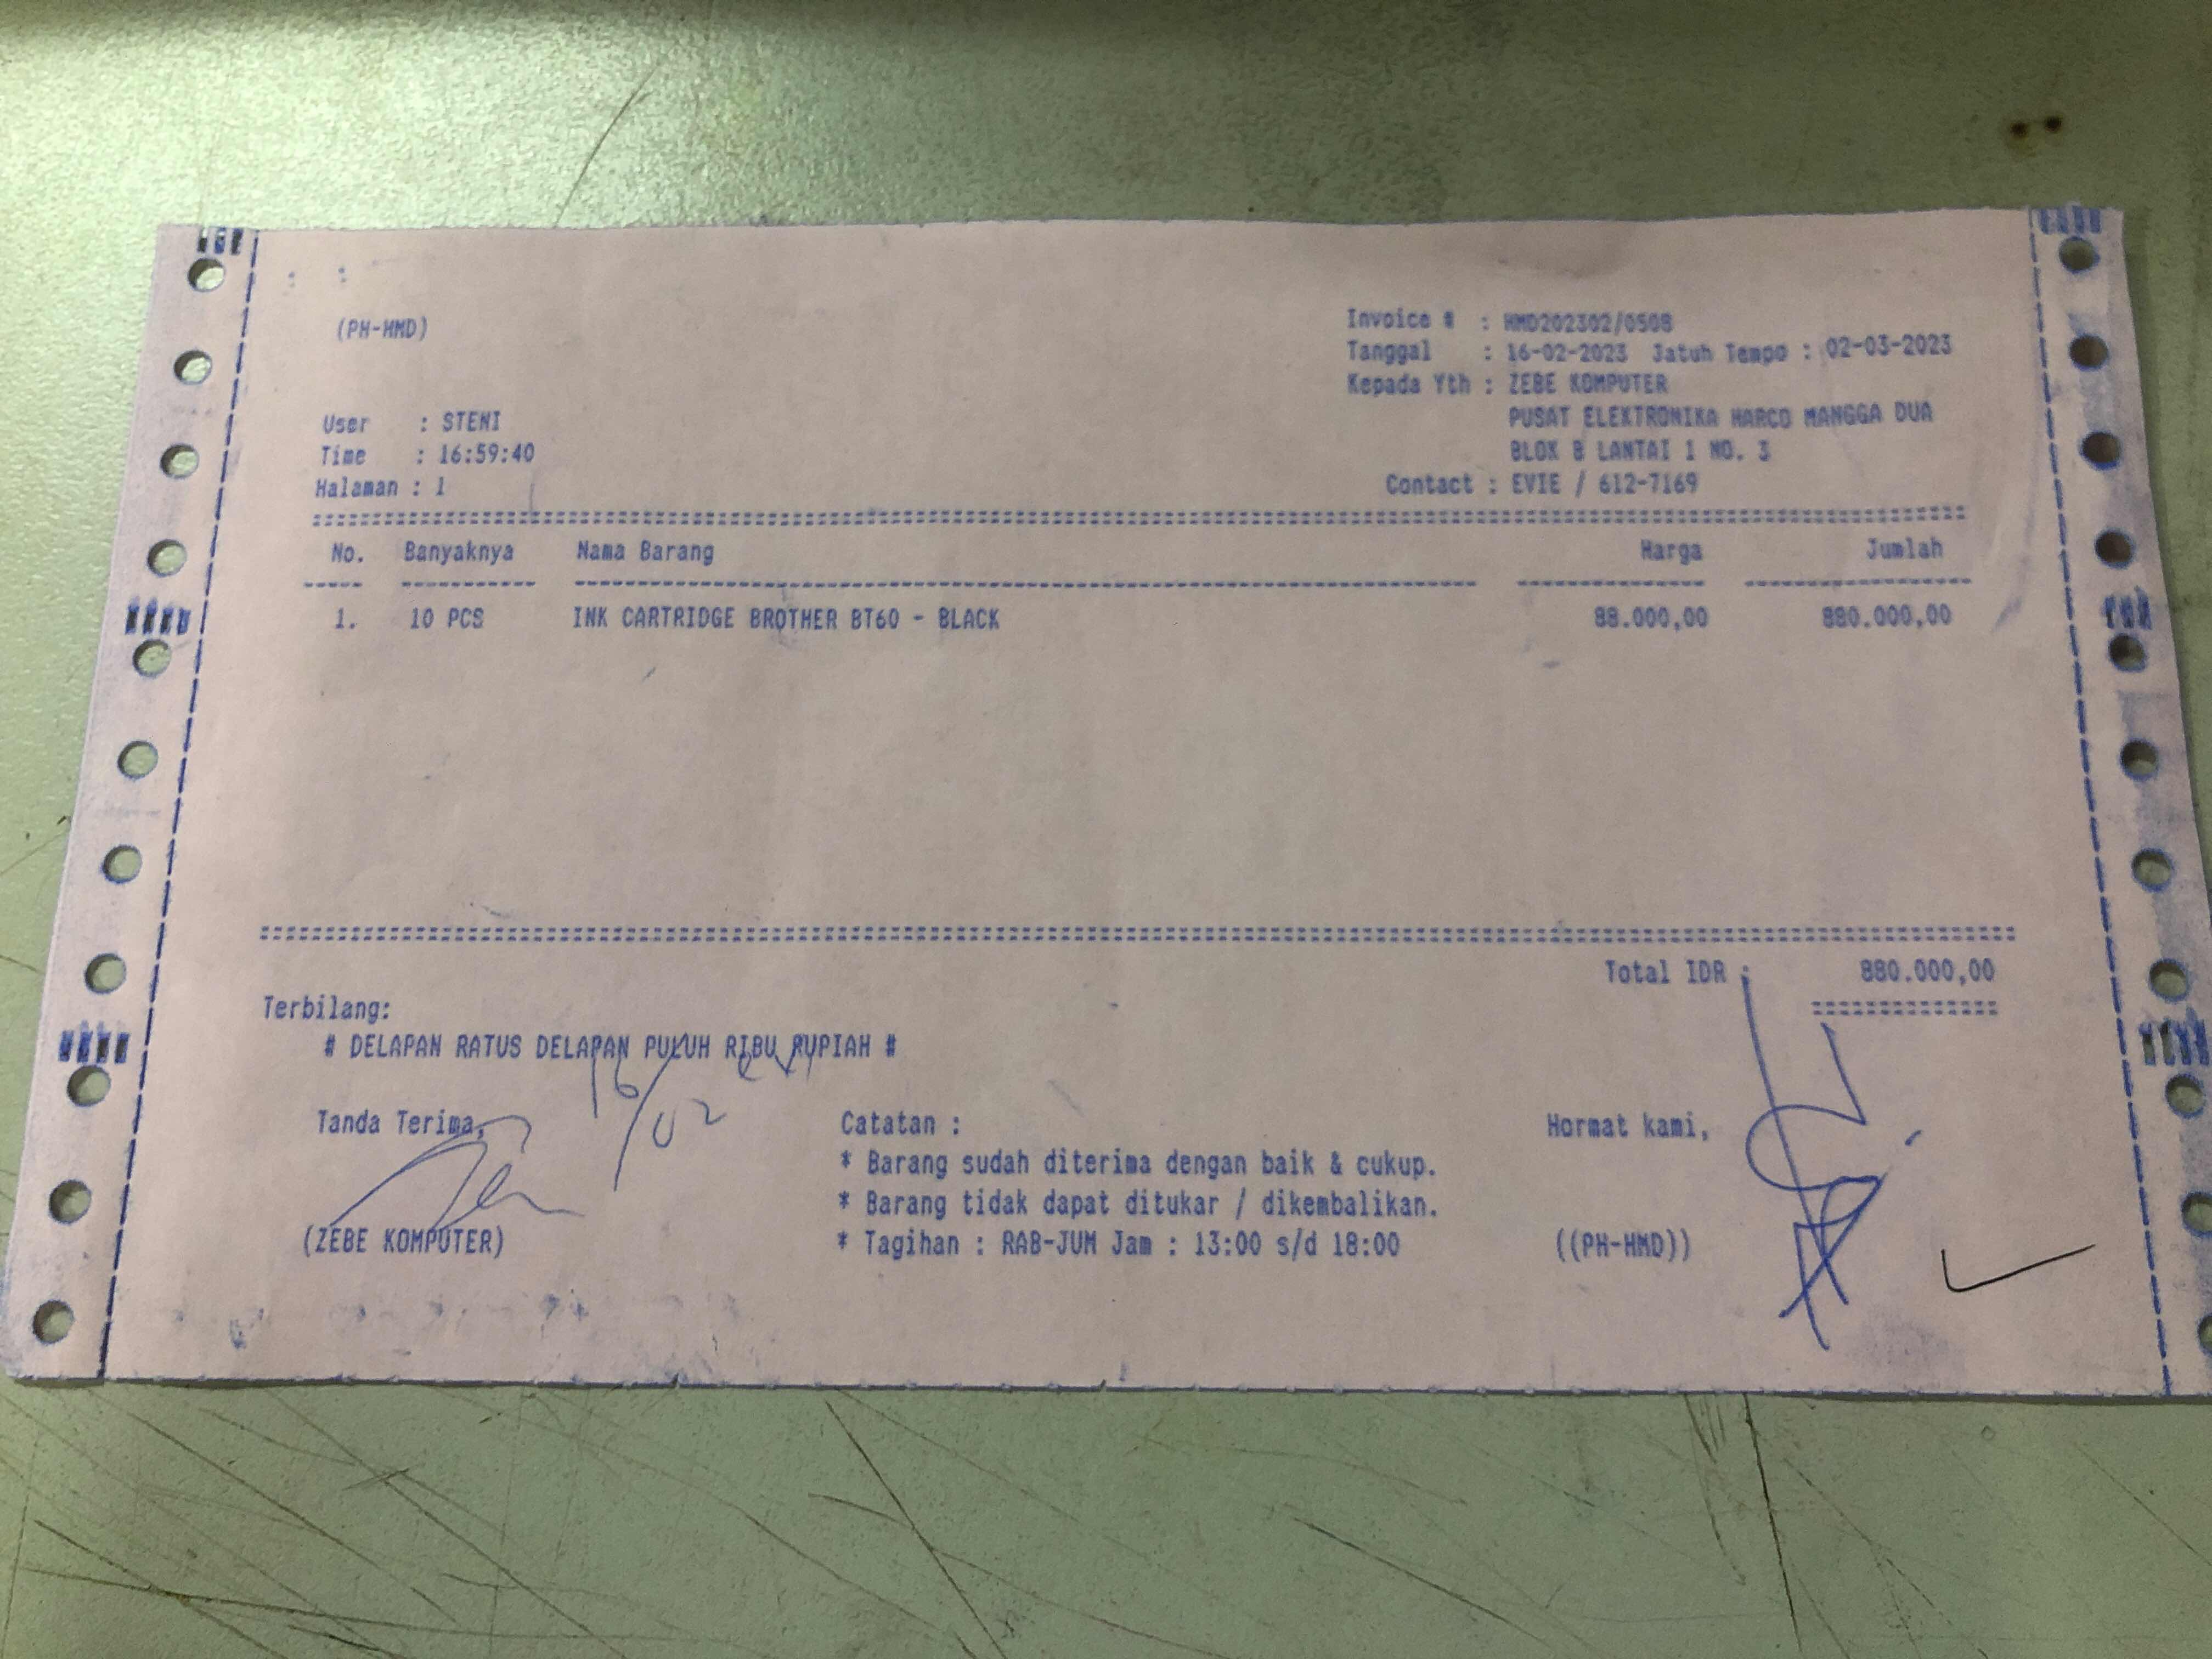 (PH-HMD)
Invoice # : HMD202302/0508
Tanggal : 16-02-2023 Jatuh Tempo : 02-03-2023
Kepada Yth : ZEBE KOMPUTER
PUSAT ELEKTRONIKA HARCO MANGGA DUA
BLOK B LANTAI 1 NO. 3
Contact : EVIE / 612-7169
User : STENI
Time : 16:59:40
Halaman : 1
No. Banyaknya Nama Barang Harga Jumlah
1. 10 PCS INK CARTRIDGE BROTHER BT60 - BLACK 88.000,00 880.000,00
Total IDR : 880.000,00
Terbilang:
# DELAPAN RATUS DELAPAN PULUH RIBU RUPIAH #
16/02
Tanda Terima,
(ZEBE KOMPUTER)
Catatan :
* Barang sudah diterima dengan baik & cukup.
* Barang tidak dapat ditukar / dikembalikan.
* Tagihan : RAB-JUM Jam : 13:00 s/d 18:00
Hormat kami,
((PH-HMD))